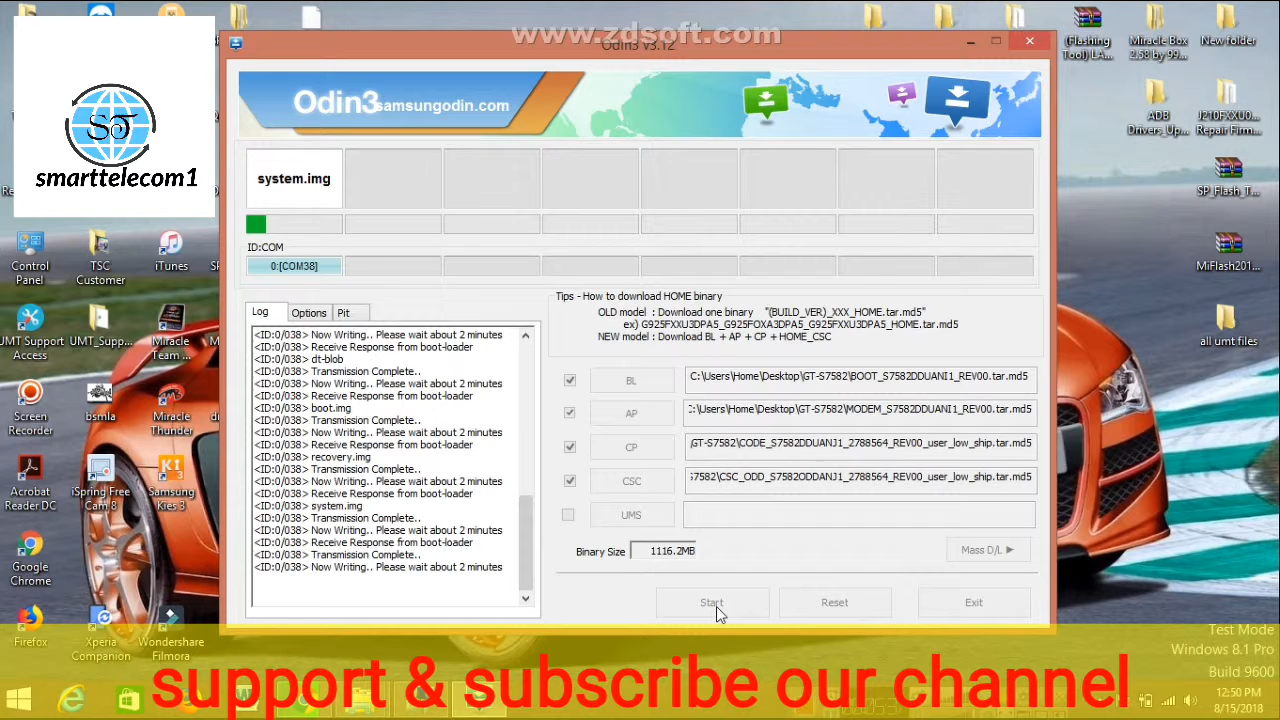 www.zdsoft.com
Odin3 v3.12
Odin3
samsungodin.com
SS
smarttelecom1
system.img
ID:COM
0:[COM38]
Log
Options
Pit
<ID:0/038> Now Writing.. Please wait about 2 minutes
<ID:0/038> Receive Response from boot-loader
<ID:0/038> dt-blob
<ID:0/038> Transmission Complete..
<ID:0/038> Now Writing.. Please wait about 2 minutes
<ID:0/038> Receive Response from boot-loader
<ID:0/038> boot.img
<ID:0/038> Transmission Complete..
<ID:0/038> Now Writing.. Please wait about 2 minutes
<ID:0/038> Receive Response from boot-loader
<ID:0/038> recovery.img
<ID:0/038> Transmission Complete..
<ID:0/038> Now Writing.. Please wait about 2 minutes
<ID:0/038> Receive Response from boot-loader
<ID:0/038> system.img
<ID:0/038> Transmission Complete..
<ID:0/038> Now Writing.. Please wait about 2 minutes
<ID:0/038> Receive Response from boot-loader
<ID:0/038> Transmission Complete..
<ID:0/038> Now Writing.. Please wait about 2 minutes
Tips - How to download HOME binary
OLD model : Download one binary "(BUILD_VER)_XXX_HOME.tar.md5"
ex) G925FXXU3DPA5_G925FOXA3DPA5_G925FXXU3DPA5_HOME.tar.md5
NEW model : Download BL + AP + CP + HOME_CSC
BL
C:\Users\Home\Desktop\GT-S7582\BOOT_S7582DDUANI1_REV00.tar.md5
AP
:\Users\Home\Desktop\GT-S7582\MODEM_S7582DDUANI1_REV00.tar.md5
CP
/GT-S7582\CODE_S7582DDUANJ1_2788564_REV00_user_low_ship.tar.md5
CSC
7582\CSC_ODD_S7582ODDANJ1_2788564_REV00_user_low_ship.tar.md5
UMS
Binary Size
1116.2MB
Mass D/L
Start
Reset
Exit
Control
Panel
TSC
Customer
iTunes
UMT Support
Access
UMT_Supp...
Miracle
Team ...
Screen
Recorder
bsmla
Miracle
Thunder
Acrobat
Reader DC
iSpring Free
Cam 8
Samsung
Kies 3
Google
Chrome
Firefox
Xperia
Companion
Wondershare
Filmora
(Flashing
Tool) LA...
Miracle Box
2.58 by 99...
New folder
ADB
Drivers_Up...
J210FXXU0...
Repair Firm...
SP_Flash_T...
MiFlash201...
all umt files
Test Mode
Windows 8.1 Pro
Build 9600
12:50 PM
8/15/2018
support & subscribe our channel